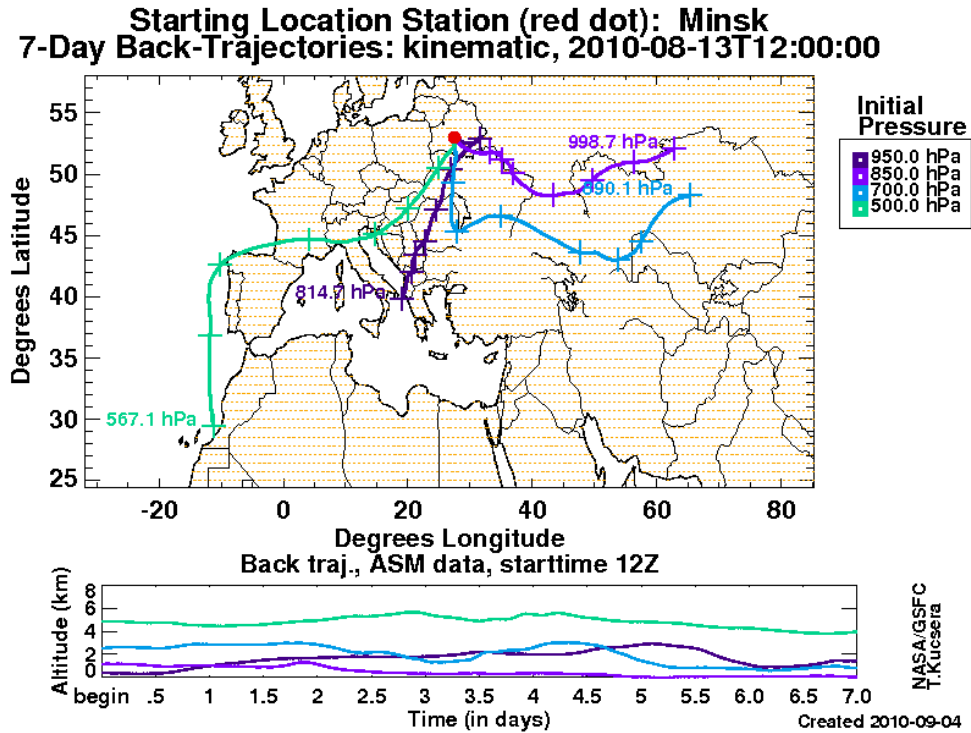 Starting Location Station (red dot): Minsk
7-Day Back-Trajectories: kinematic, 2010-08-13T12:00:00
Initial
Pressure
950.0 hPa
850.0 hPa
700.0 hPa
500.0 hPa
Degrees Latitude
55
50
45
40
35
30
25
998.7 hPa
890.1 hPa
814.7 hPa
567.1 hPa
-20
0
20
40
60
80
Degrees Longitude
Back traj., ASM data, starttime 12Z
Altitude (km)
8
6
4
2
0
begin .5 1 1.5 2 2.5 3 3.5 4 4.5 5 5.5 6 6.5 7.0
Time (in days)
NASA/GSFC
T.Kucsera
Created 2010-09-04